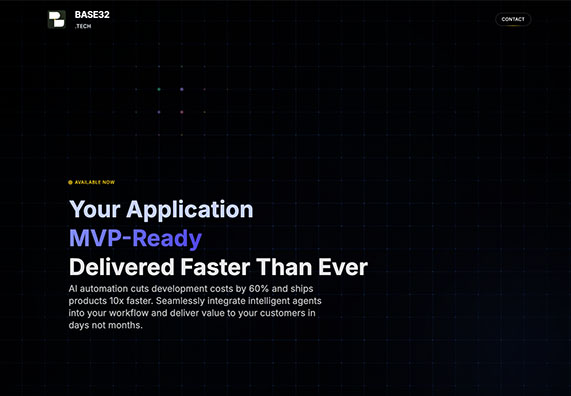 BASE32
.TECH
CONTACT
AVAILABLE NOW
Your Application
MVP-Ready
Delivered Faster Than Ever
AI automation cuts development costs by 60% and ships
products 10x faster. Seamlessly integrate intelligent agents
into your workflow and deliver value to your customers in
days not months.